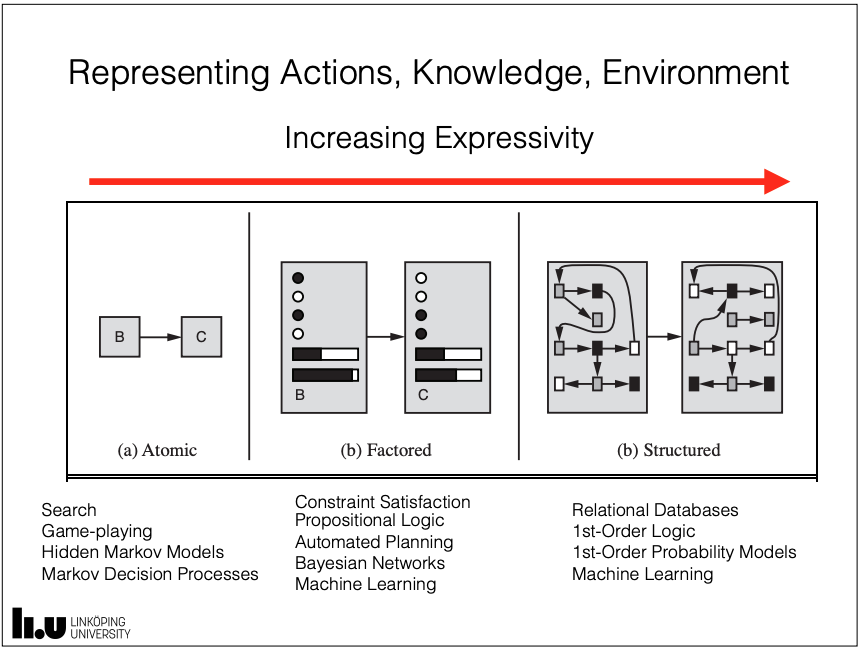 Representing Actions, Knowledge, Environment
Increasing Expressivity
B
C
B
C
(a) Atomic
(b) Factored
(b) Structured
Search
Game-playing
Hidden Markov Models
Markov Decision Processes
Constraint Satisfaction
Propositional Logic
Automated Planning
Bayesian Networks
Machine Learning
Relational Databases
1st-Order Logic
1st-Order Probability Models
Machine Learning
li.u
LINKÖPING
UNIVERSITY